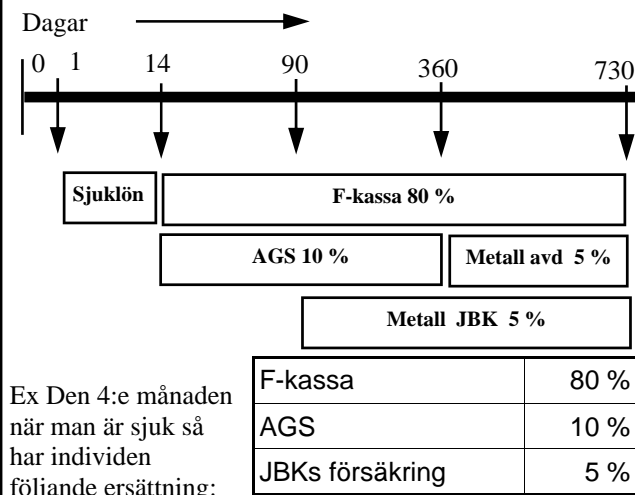 Dagar
0 1 14 90 360 730
Sjuklön F-kassa 80 %
AGS 10 % Metall avd 5 %
Metall JBK 5 %
Ex Den 4:e månaden
när man är sjuk så
har individen
följande ersättning:
F-kassa 80 %
AGS 10 %
JBKs försäkring 5 %